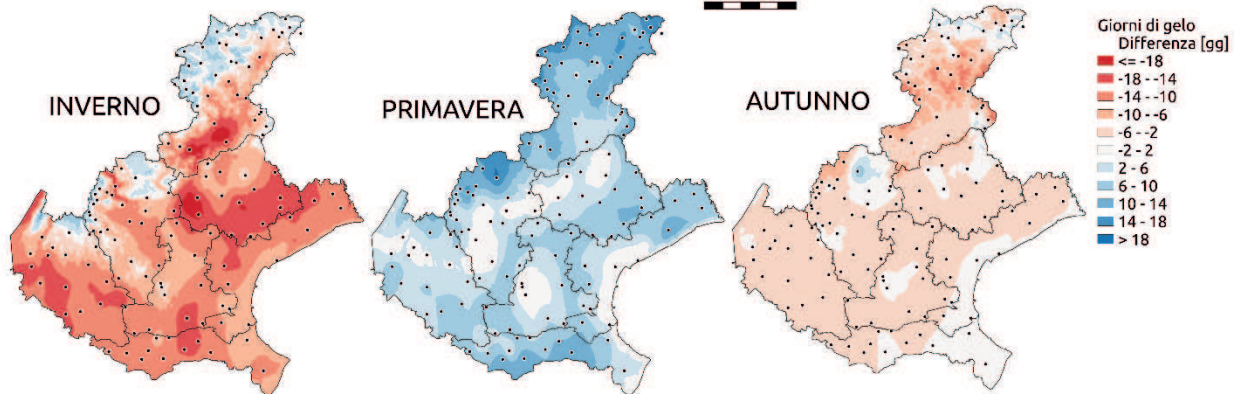 INVERNO
PRIMAVERA
AUTUNNO
Giorni di gelo
Differenza [gg]
<= -18
-18 - -14
-14 - -10
-10 - -6
-6 - -2
-2 - 2
2 - 6
6 - 10
10 - 14
14 - 18
> 18